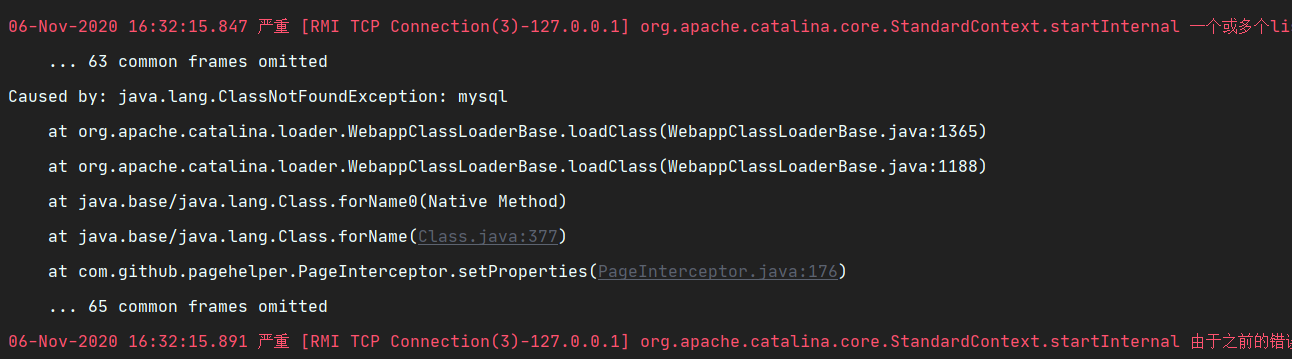 06-Nov-2020 16:32:15.847 严重 [RMI TCP Connection(3)-127.0.0.1] org.apache.catalina.core.StandardContext.startInternal 一个或多个li
... 63 common frames omitted
Caused by: java.lang.ClassNotFoundException: mysql
at org.apache.catalina.loader.WebappClassLoaderBase.loadClass(WebappClassLoaderBase.java:1365)
at org.apache.catalina.loader.WebappClassLoaderBase.loadClass(WebappClassLoaderBase.java:1188)
at java.base/java.lang.Class.forName0(Native Method)
at java.base/java.lang.Class.forName(Class.java:377)
at com.github.pagehelper.PageInterceptor.setProperties(PageInterceptor.java:176)
... 65 common frames omitted
06-Nov-2020 16:32:15.891 严重 [RMI TCP Connection(3)-127.0.0.1] org.apache.catalina.core.StandardContext.startInternal 由于之前的错误